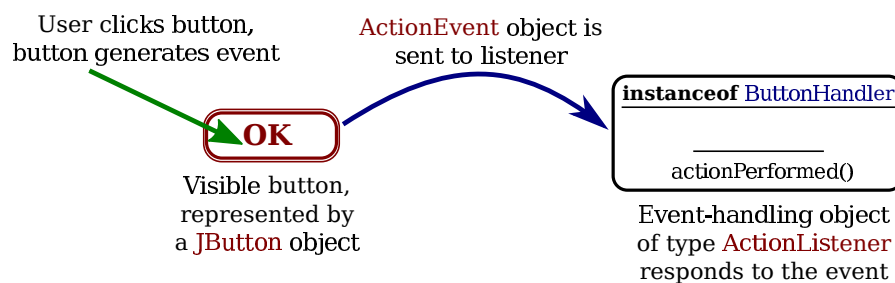 User clicks button,
button generates event
ActionEvent object is
sent to listener
OK
Visible button,
represented by
a JButton object
instanceof ButtonHandler
actionPerformed()
Event-handling object
of type ActionListener
responds to the event